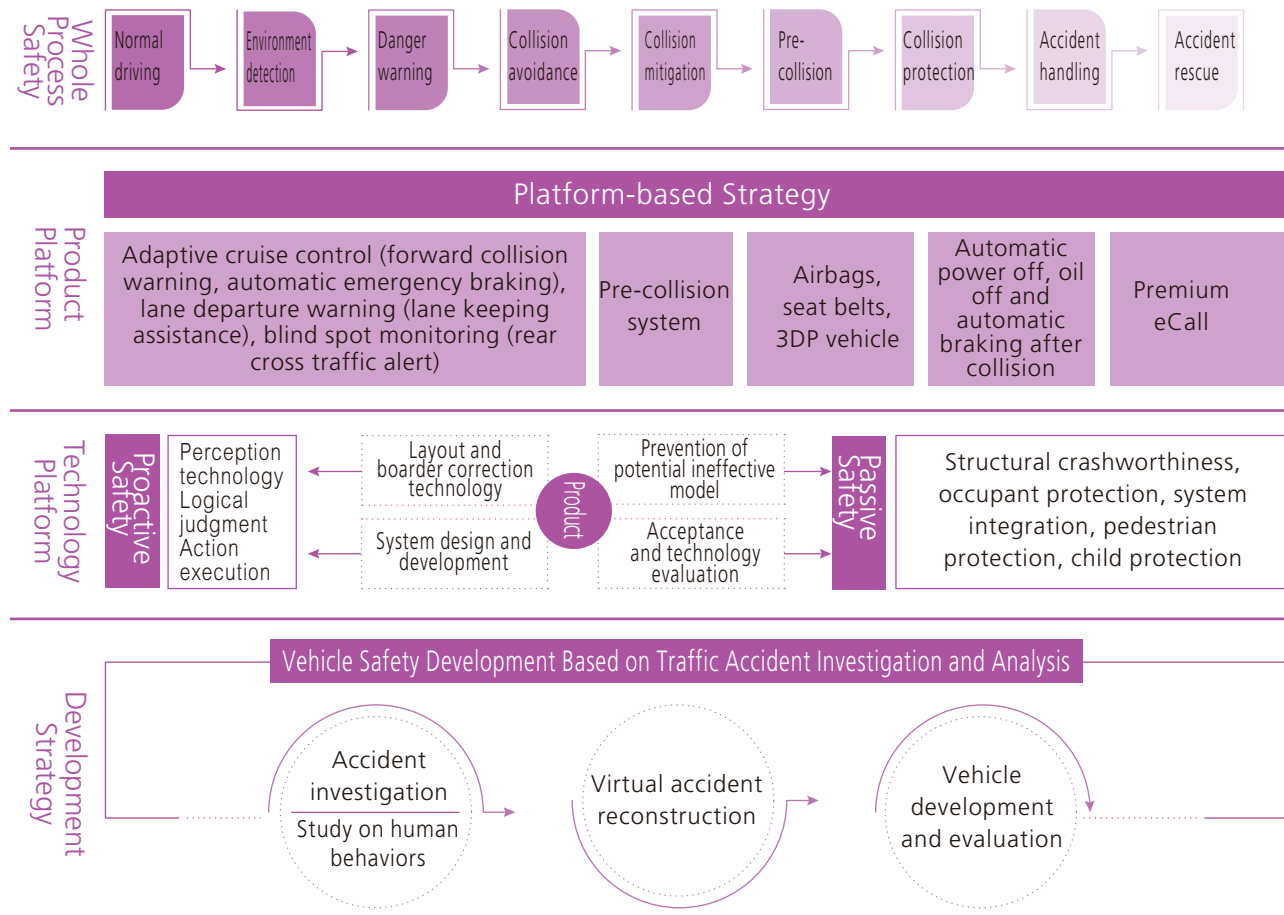 Whole
Process
Safety
Normal
driving
Environment
detection
Danger
warning
Collision
avoidance
Collision
mitigation
Pre-
collision
Collision
protection
Accident
handling
Accident
rescue
Product
Platform
Platform-based Strategy
Adaptive cruise control (forward collision
warning, automatic emergency braking),
lane departure warning (lane keeping
assistance), blind spot monitoring (rear
cross traffic alert)
Pre-collision
system
Airbags,
seat belts,
3DP vehicle
Automatic
power off, oil
off and
automatic
braking after
collision
Premium
eCall
Technology
Platform
Proactive
Safety
Perception
technology
Logical
judgment
Action
execution
Layout and
boarder correction
technology
System design and
development
Product
Prevention of
potential ineffective
model
Acceptance
and technology
evaluation
Passive
Safety
Structural crashworthiness,
occupant protection, system
integration, pedestrian
protection, child protection
Development
Strategy
Vehicle Safety Development Based on Traffic Accident Investigation and Analysis
Accident
investigation
Study on human
behaviors
Virtual accident
reconstruction
Vehicle
development
and evaluation